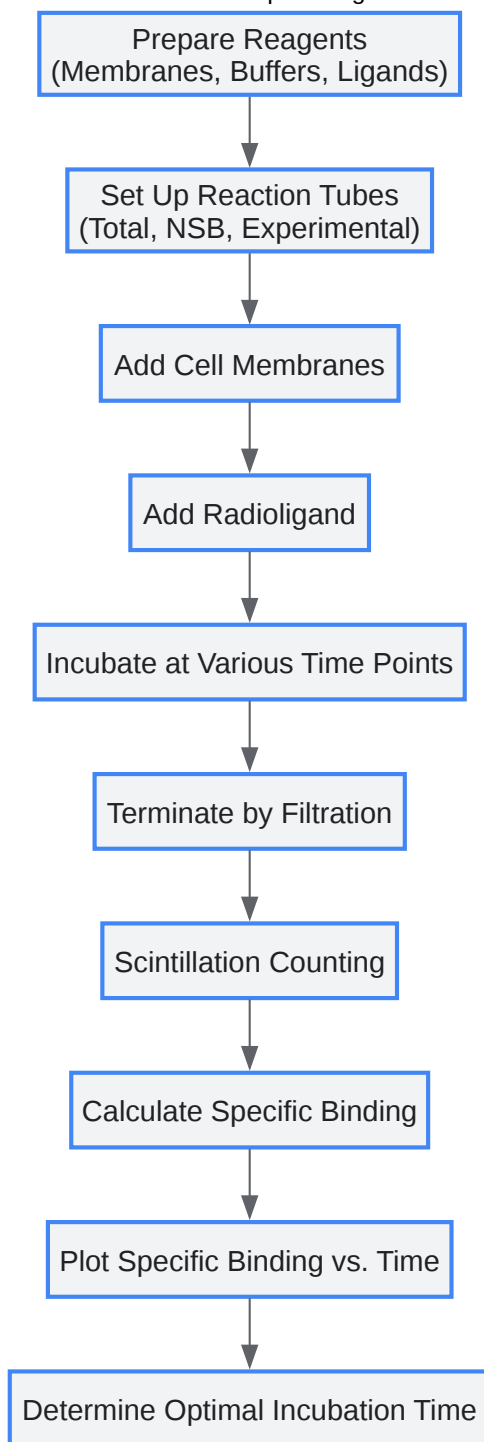 Prepare Reagents
(Membranes, Buffers, Ligands)
Set Up Reaction Tubes
(Total, NSB, Experimental)
Add Cell Membranes
Add Radioligand
Incubate at Various Time Points
Terminate by Filtration
Scintillation Counting
Calculate Specific Binding
Plot Specific Binding vs. Time
Determine Optimal Incubation Time